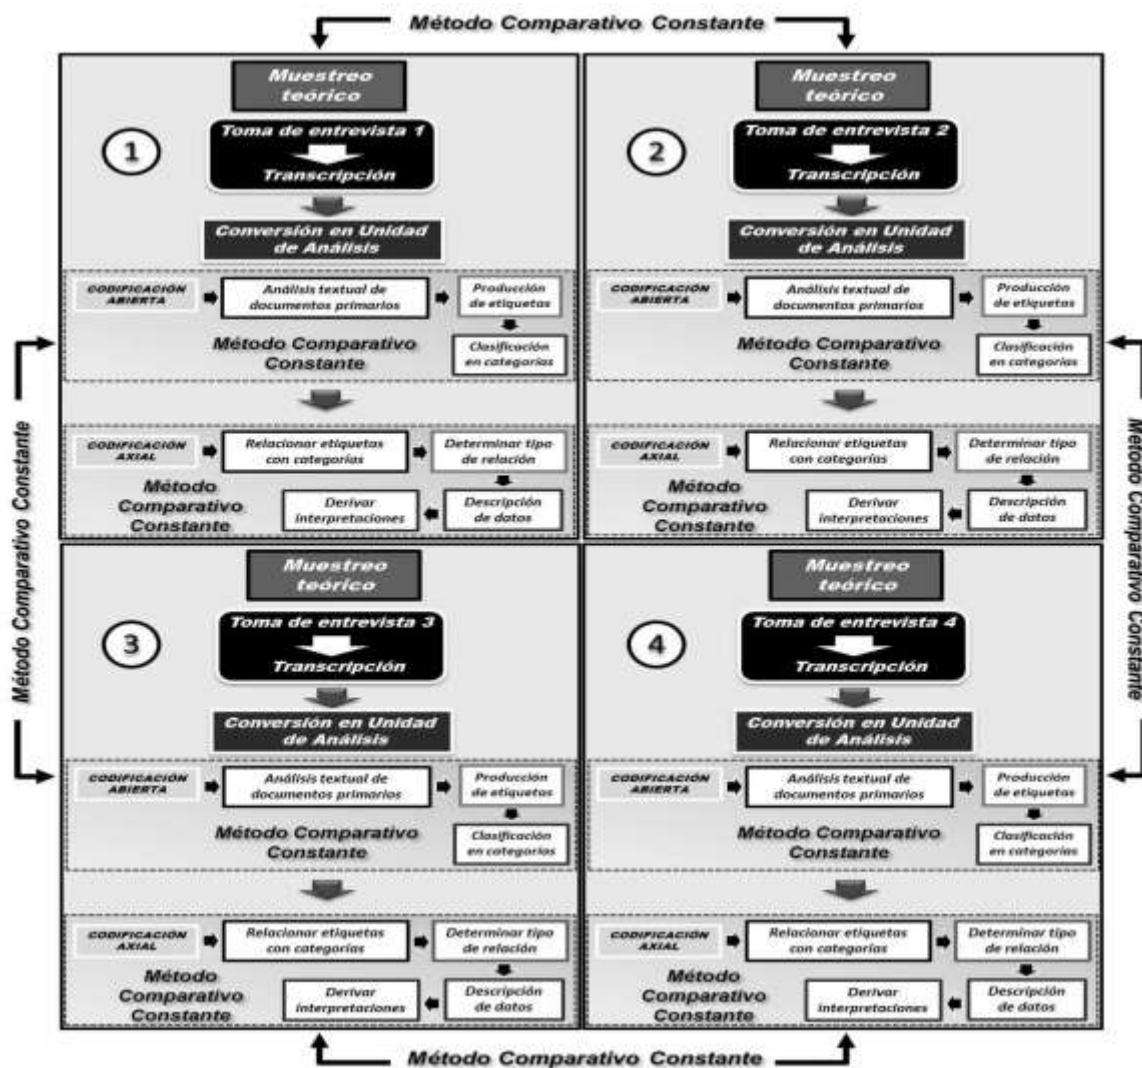 Método Comparativo Constante
Muestreo
teórico
1
Toma de entrevista 1
Transcripción
Conversión en Unidad
de Análisis
CODIFICACIÓN
ABIERTA
Análisis textual de
documentos primarios
Producción
de etiquetas
Método Comparativo
Constante
Clasificación
en categorías
CODIFICACIÓN
AXIAL
Relacionar etiquetas
con categorías
Determinar tipo
de relación
Método
Comparativo
Constante
Derivar
interpretaciones
Descripción
de datos
Muestreo
teórico
2
Toma de entrevista 2
Transcripción
Conversión en Unidad
de Análisis
CODIFICACIÓN
ABIERTA
Análisis textual de
documentos primarios
Producción
de etiquetas
Método Comparativo
Constante
Clasificación
en categorías
CODIFICACIÓN
AXIAL
Relacionar etiquetas
con categorías
Determinar tipo
de relación
Método
Comparativo
Constante
Derivar
interpretaciones
Descripción
de datos
Método Comparativo Constante
Método Comparativo Constante
Muestreo
teórico
3
Toma de entrevista 3
Transcripción
Conversión en Unidad
de Análisis
CODIFICACIÓN
ABIERTA
Análisis textual de
documentos primarios
Producción
de etiquetas
Método Comparativo
Constante
Clasificación
en categorías
CODIFICACIÓN
AXIAL
Relacionar etiquetas
con categorías
Determinar tipo
de relación
Método
Comparativo
Constante
Derivar
interpretaciones
Descripción
de datos
Muestreo
teórico
4
Toma de entrevista 4
Transcripción
Conversión en Unidad
de Análisis
CODIFICACIÓN
ABIERTA
Análisis textual de
documentos primarios
Producción
de etiquetas
Método Comparativo
Constante
Clasificación
en categorías
CODIFICACIÓN
AXIAL
Relacionar etiquetas
con categorías
Determinar tipo
de relación
Método
Comparativo
Constante
Derivar
interpretaciones
Descripción
de datos
Método Comparativo Constante